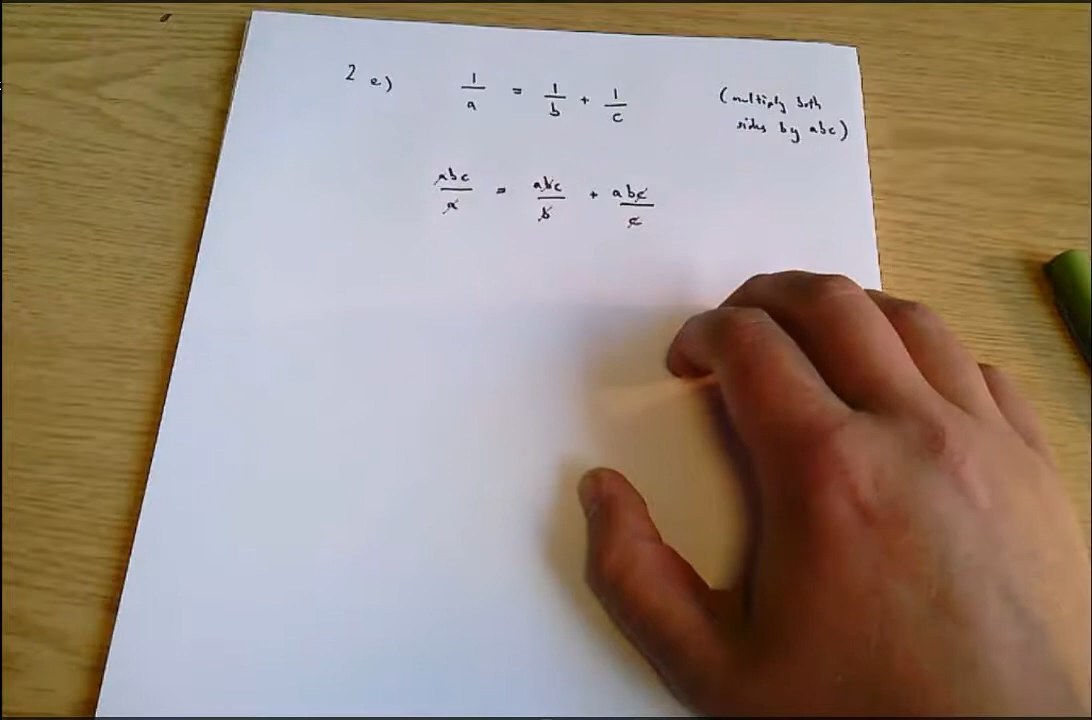 2 e) 1/a = 1/b + 1/c (multiply both
sides by abc)
abc/a = abc/b + abc/c